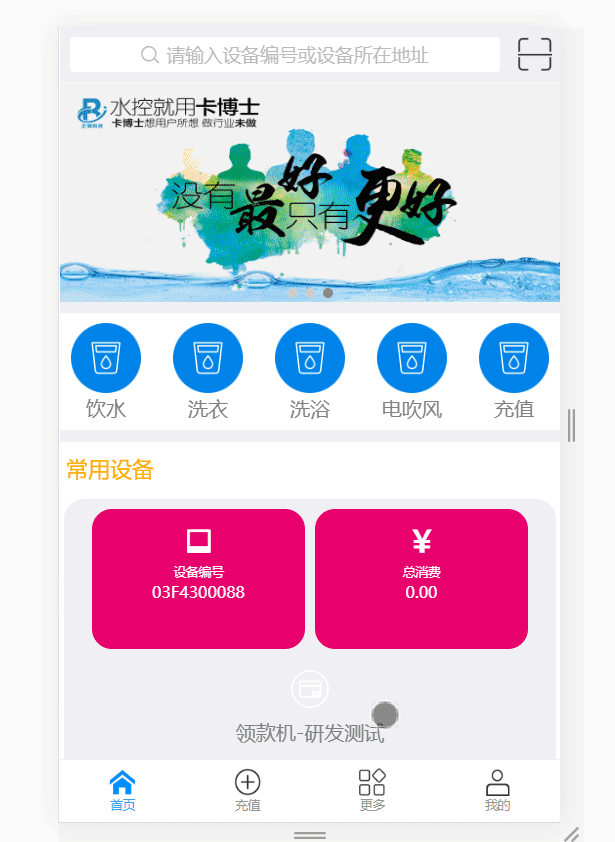 请输入设备编号或设备所在地址
水控就用卡博士
卡博士想用户所想 做行业未做
没有最好只有更好
饮水 洗衣 洗浴 电吹风 充值
常用设备
设备编号
03F4300088
¥
总消费
0.00
领款机-研发测试
首页 充值 更多 我的